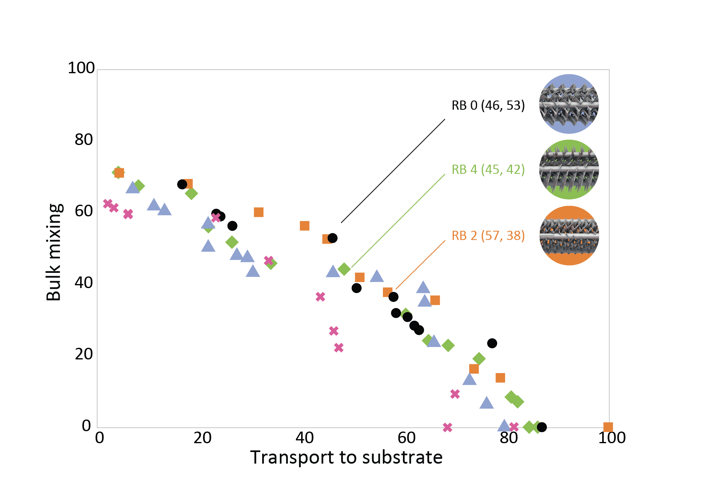 100
80
60
40
20
0
Bulk mixing
RB 0 (46, 53)
RB 4 (45, 42)
RB 2 (57, 38)
0 20 40 60 80 100
Transport to substrate